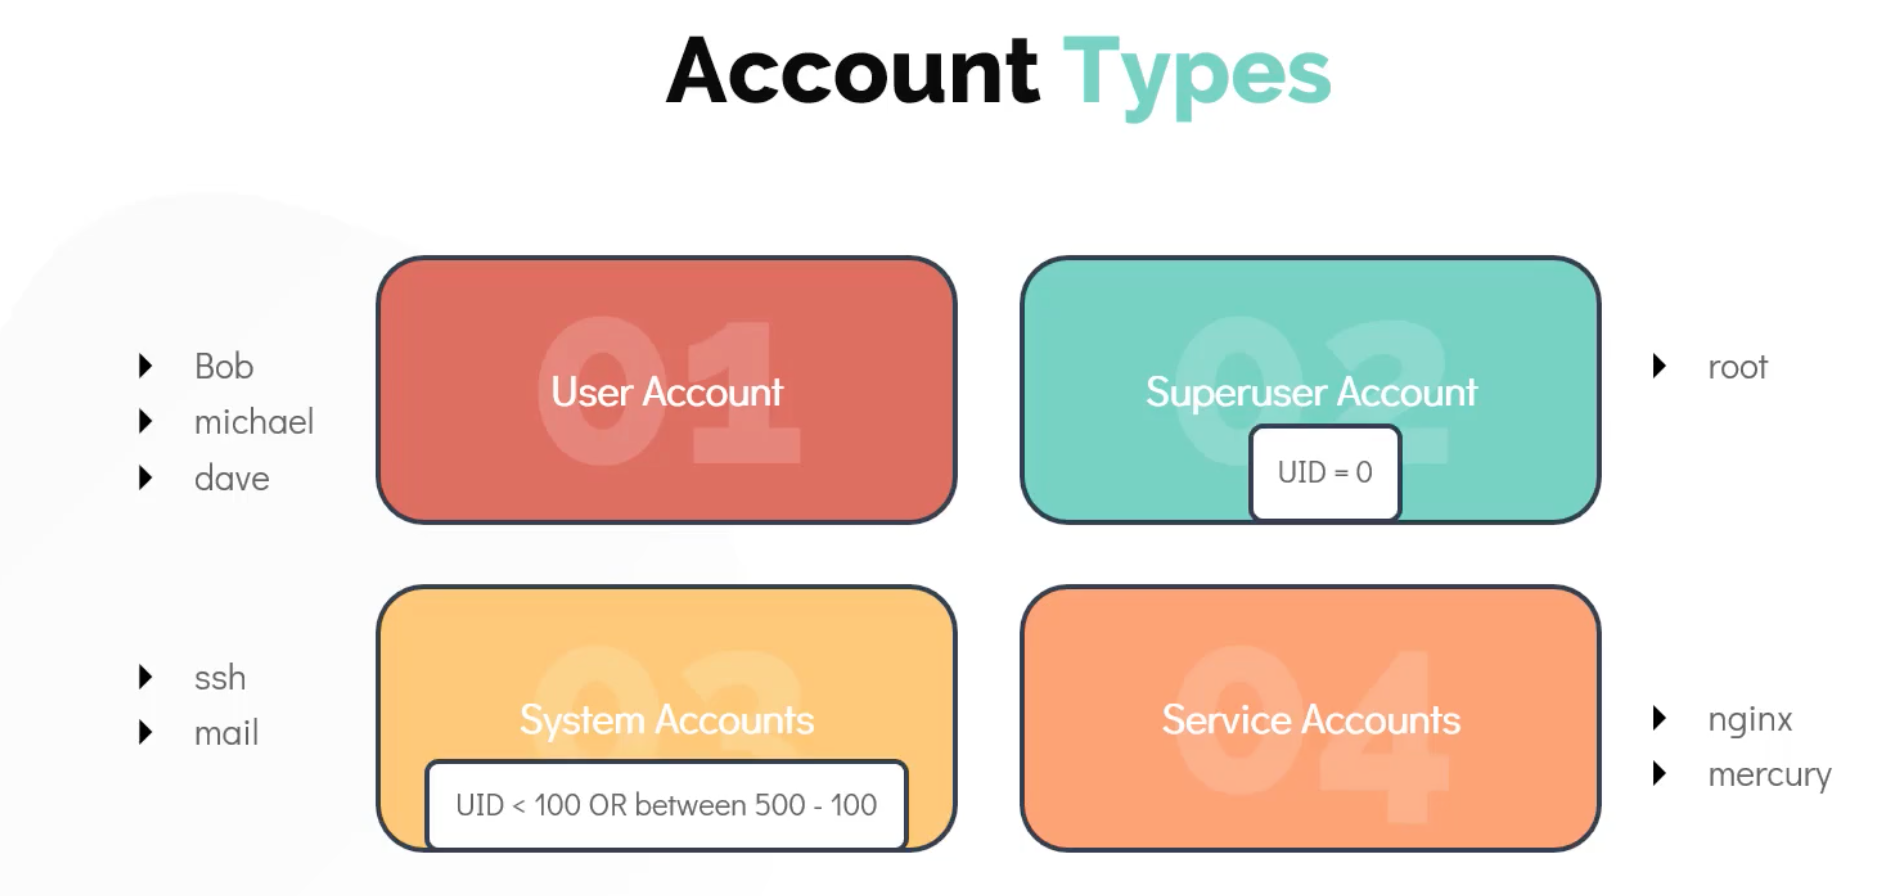 Account Types
Bob
michael
dave
01
User Account
02
Superuser Account
UID = 0
root
ssh
mail
03
System Accounts
UID < 100 OR between 500 - 100
04
Service Accounts
nginx
mercury